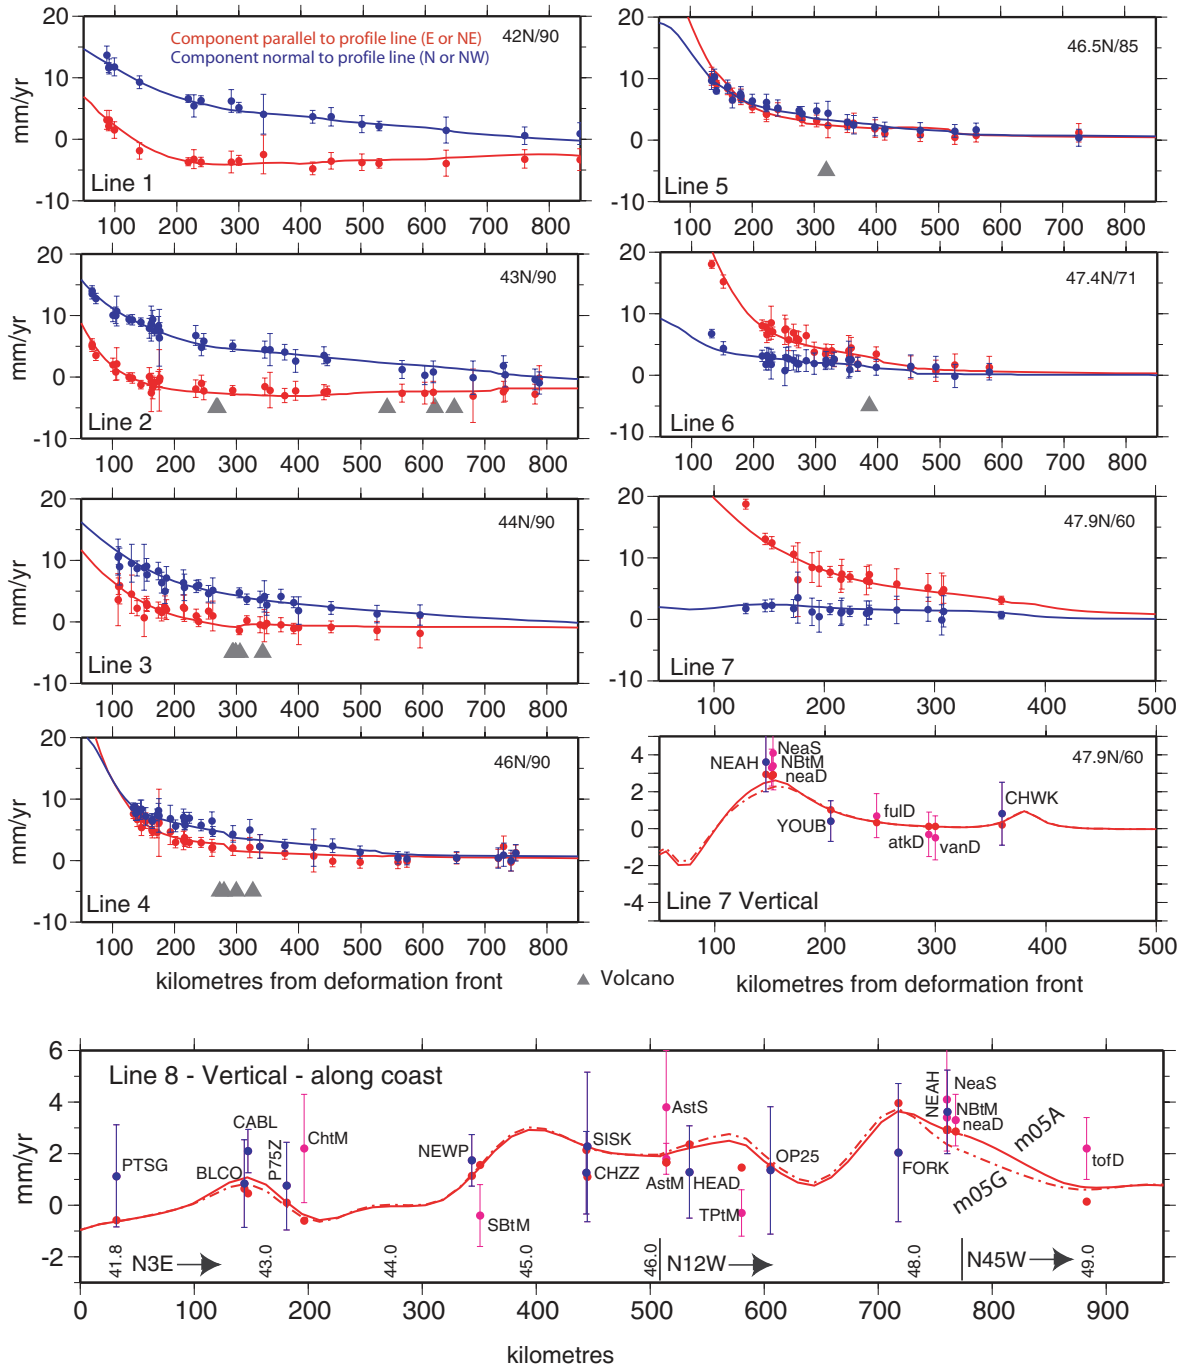 Component parallel to profile line (E or NE)
Component normal to profile line (N or NW)
42N/90
Line 1
mm/yr
20
10
0
-10
0 100 200 300 400 500 600 700 800
46.5N/85
Line 5
20
10
0
-10
0 100 200 300 400 500 600 700 800
43N/90
Line 2
mm/yr
20
10
0
-10
0 100 200 300 400 500 600 700 800
47.4N/71
Line 6
20
10
0
-10
0 100 200 300 400 500 600 700 800
44N/90
Line 3
mm/yr
20
10
0
-10
0 100 200 300 400 500 600 700 800
47.9N/60
Line 7
20
10
0
-10
100 200 300 400 500
46N/90
Line 4
mm/yr
20
10
0
-10
0 100 200 300 400 500 600 700 800
kilometres from deformation front
47.9N/60
NEAH
NeaS
NBtM
neaD
YOUB
fulD
atkD
vanD
CHWK
Line 7 Vertical
4
2
0
-2
-4
100 200 300 400 500
kilometres from deformation front
Volcano
Line 8 - Vertical - along coast
mm/yr
6
4
2
0
-2
PTSG
BLCO
CABL
P75Z
ChtM
NEWP
SBtM
SISK
CHZZ
AstS
AstM
HEAD
TPtM
OP25
FORK
NEAH
NeaS
NBtM
neaD
m05A
m05G
tofD
41.8
N3E
43.0
44.0
45.0
46.0
N12W
48.0
N45W
49.0
0 100 200 300 400 500 600 700 800 900
kilometres